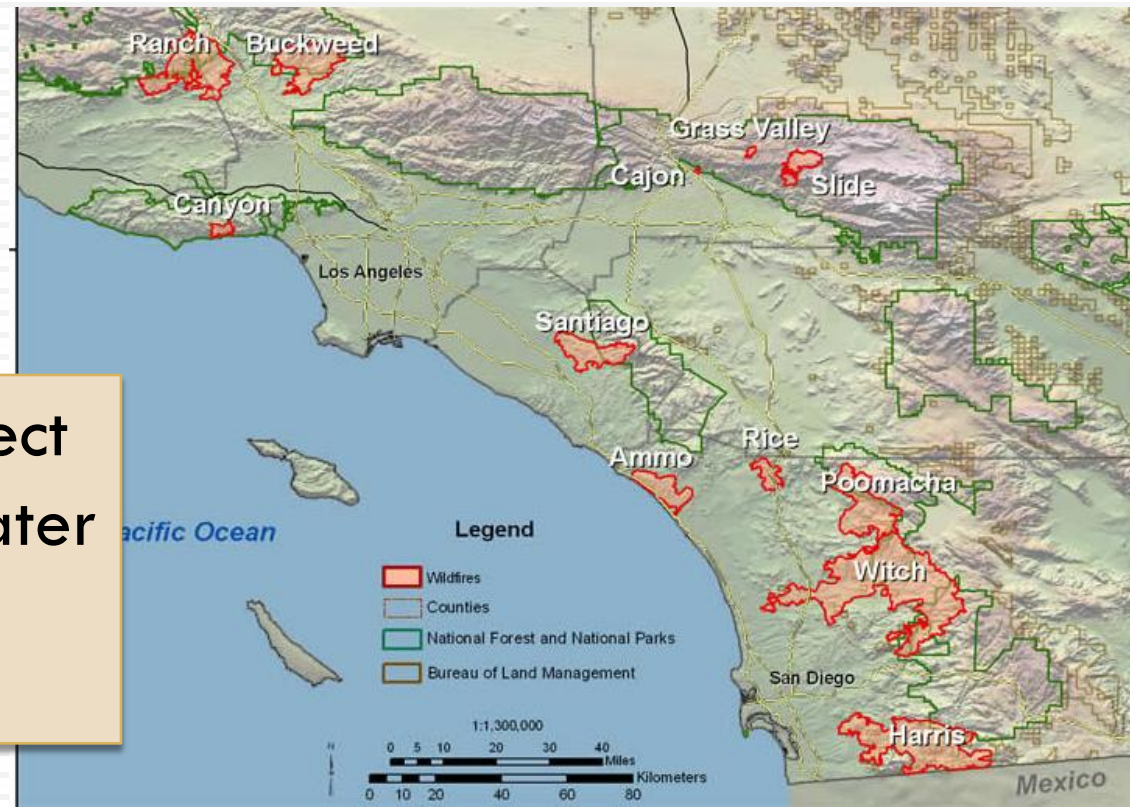 Ranch Buckweed
Grass Valley
Cajon
Slide
Canyon
Los Angeles
Santiago
Rice
Ammo
Poomacha
ect
ater
acific Ocean
Legend
Witch
Wildfires
Counties
National Forest and National Parks
Bureau of Land Management
San Diego
1:1,300,000
Harris
N
0 5 10 20 30 40
Miles
Kilometers
0 10 20 40 60 80
Mexico